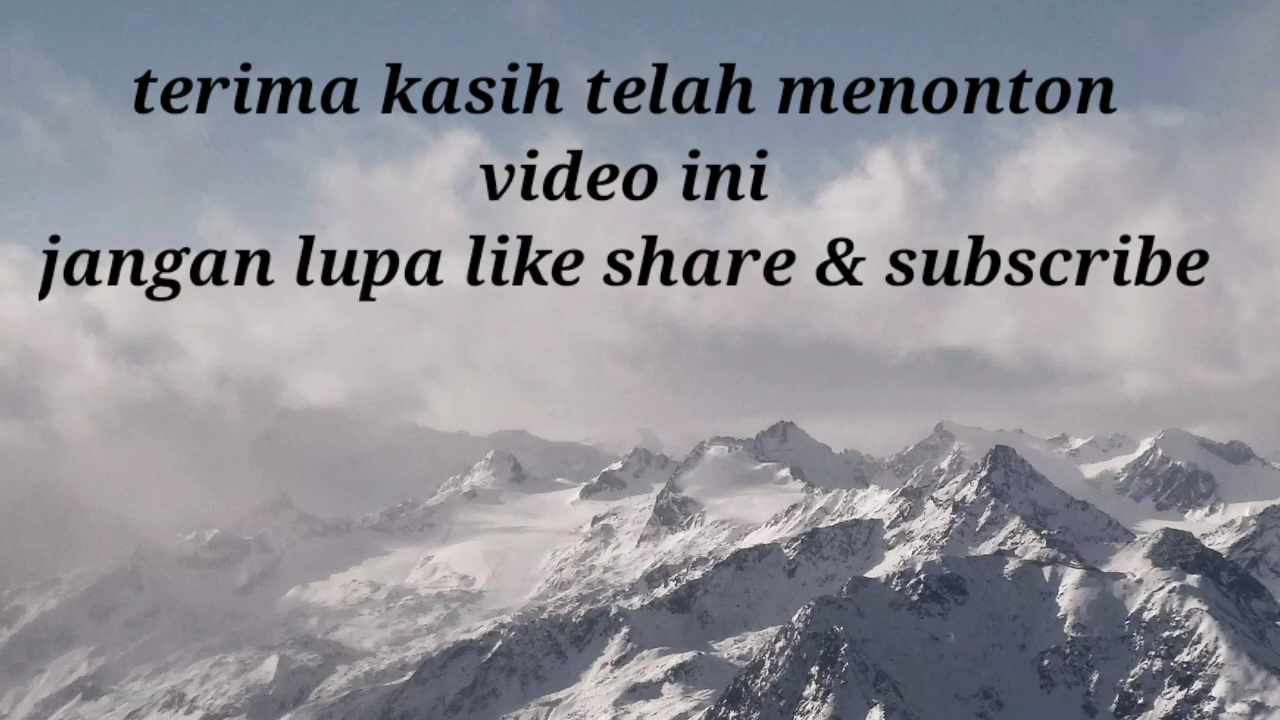 terima kasih telah menonton
video ini
jangan lupa like share & subscribe